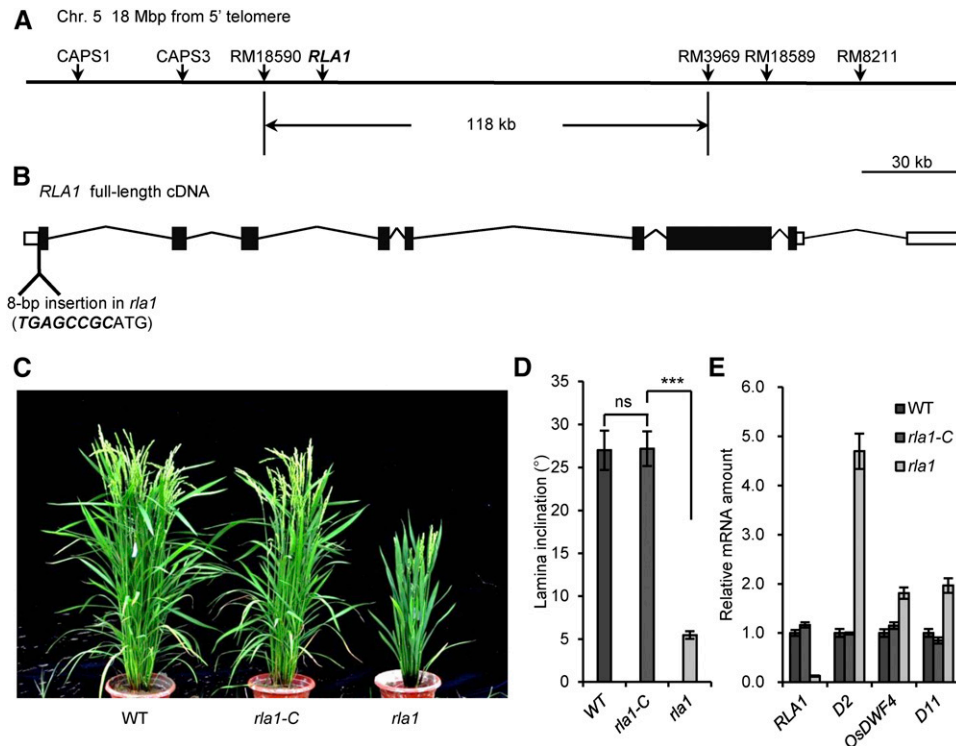 A
Chr. 5 18 Mbp from 5' telomere
CAPS1 CAPS3 RM18590 RLA1 RM3969 RM18589 RM8211
118 kb
30 kb
B
RLA1 full-length cDNA
8-bp insertion in rla1
(TGAGCCGCATG)
C
WT rla1-C rla1
D
Lamina inclination (°)
35
30
25
20
15
10
5
0
ns
***
WT rla1-C rla1
E
Relative mRNA amount
6.0
5.0
4.0
3.0
2.0
1.0
0.0
WT
rla1-C
rla1
RLA1 D2 OsDWF4 D11